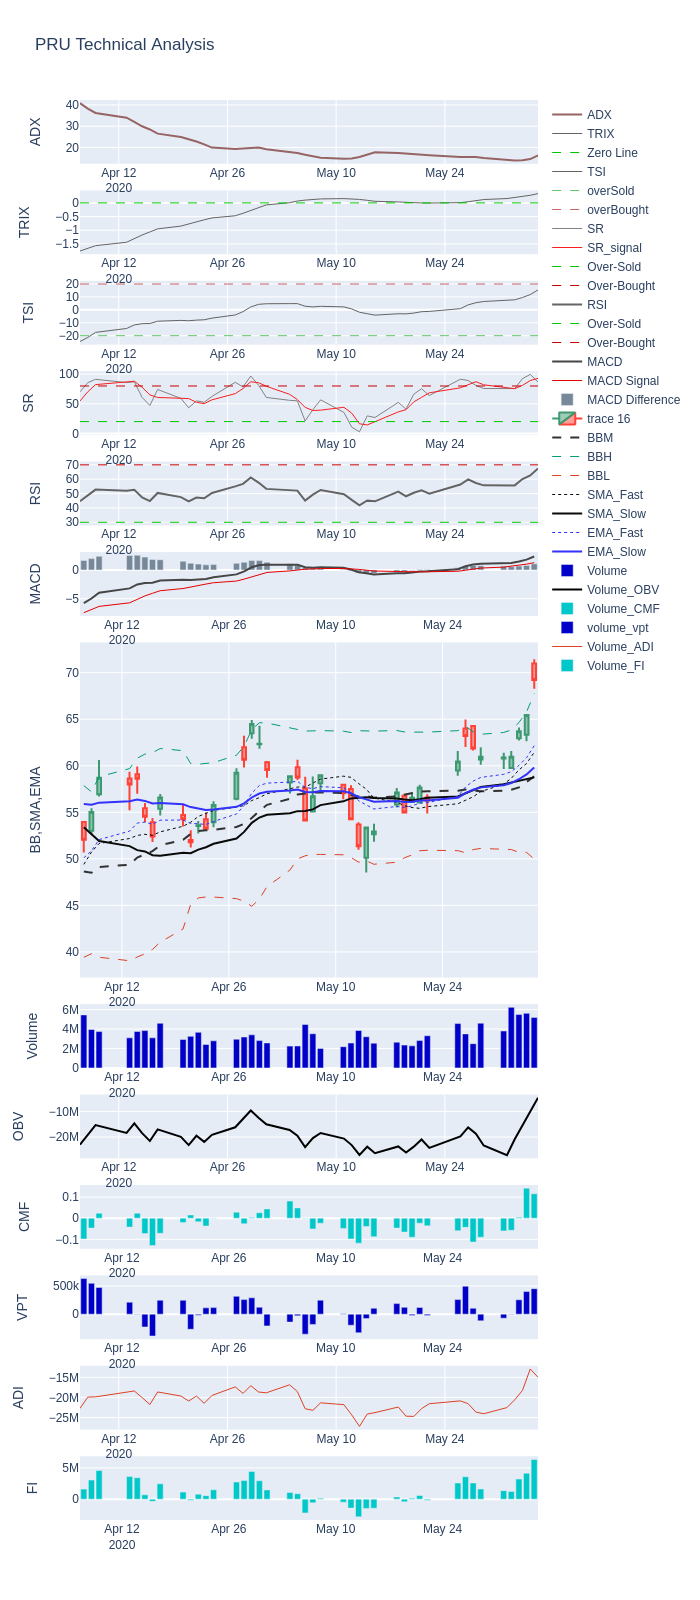 PRU Technical Analysis
ADX
40
30
20
Apr 12
2020
Apr 26
May 10
May 24
TRIX
0
−0.5
−1
−1.5
Apr 12
2020
Apr 26
May 10
May 24
TSI
20
10
0
−10
−20
Apr 12
2020
Apr 26
May 10
May 24
SR
100
50
0
Apr 12
2020
Apr 26
May 10
May 24
RSI
70
60
50
40
30
Apr 12
2020
Apr 26
May 10
May 24
MACD
0
−5
Apr 12
2020
Apr 26
May 10
May 24
BB,SMA,EMA
70
65
60
55
50
45
40
Apr 12
2020
Apr 26
May 10
May 24
Volume
6M
4M
2M
0
Apr 12
2020
Apr 26
May 10
May 24
OBV
−10M
−20M
Apr 12
2020
Apr 26
May 10
May 24
CMF
0.1
0
−0.1
Apr 12
2020
Apr 26
May 10
May 24
VPT
500k
0
Apr 12
2020
Apr 26
May 10
May 24
ADI
−15M
−20M
−25M
Apr 12
2020
Apr 26
May 10
May 24
FI
5M
0
Apr 12
2020
Apr 26
May 10
May 24
ADX
TRIX
Zero Line
TSI
overSold
overBought
SR
SR_signal
Over-Sold
Over-Bought
RSI
Over-Sold
Over-Bought
MACD
MACD Signal
MACD Difference
trace 16
BBM
BBH
BBL
SMA_Fast
SMA_Slow
EMA_Fast
EMA_Slow
Volume
Volume_OBV
Volume_CMF
volume_vpt
Volume_ADI
Volume_FI